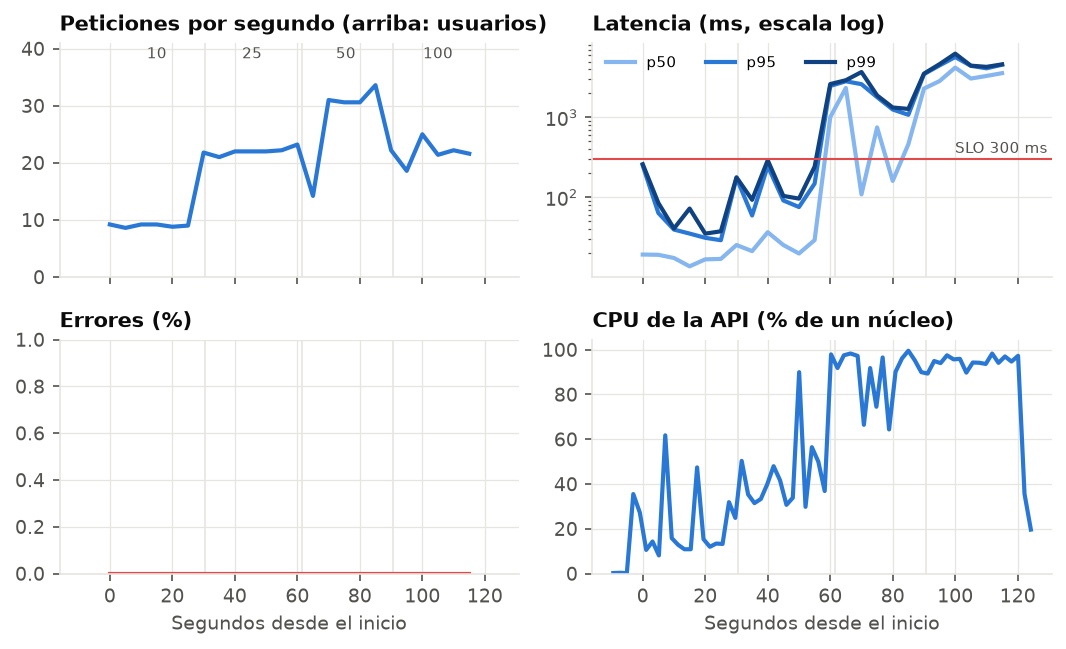 Peticiones por segundo (arriba: usuarios)
10 25 50 100
40
30
20
10
0
Latencia (ms, escala log)
p50 p95 p99
SLO 300 ms
10³
10²
Errores (%)
1.0
0.8
0.6
0.4
0.2
0.0
0 20 40 60 80 100 120
Segundos desde el inicio
CPU de la API (% de un núcleo)
100
80
60
40
20
0
0 20 40 60 80 100 120
Segundos desde el inicio